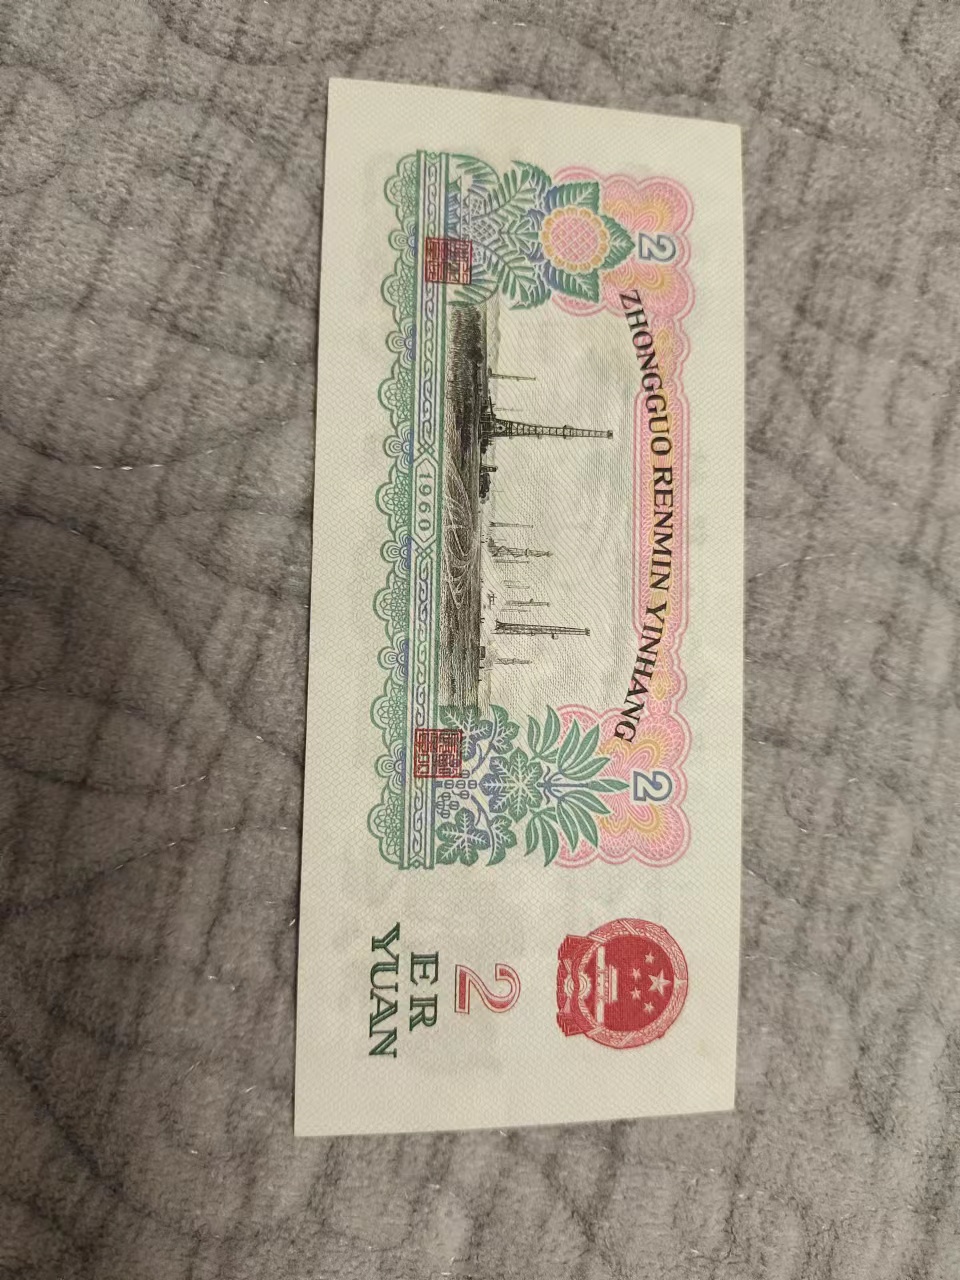 ZHONGGUO RENMIN YINHANG
2
2
1960
2
ER
YUAN